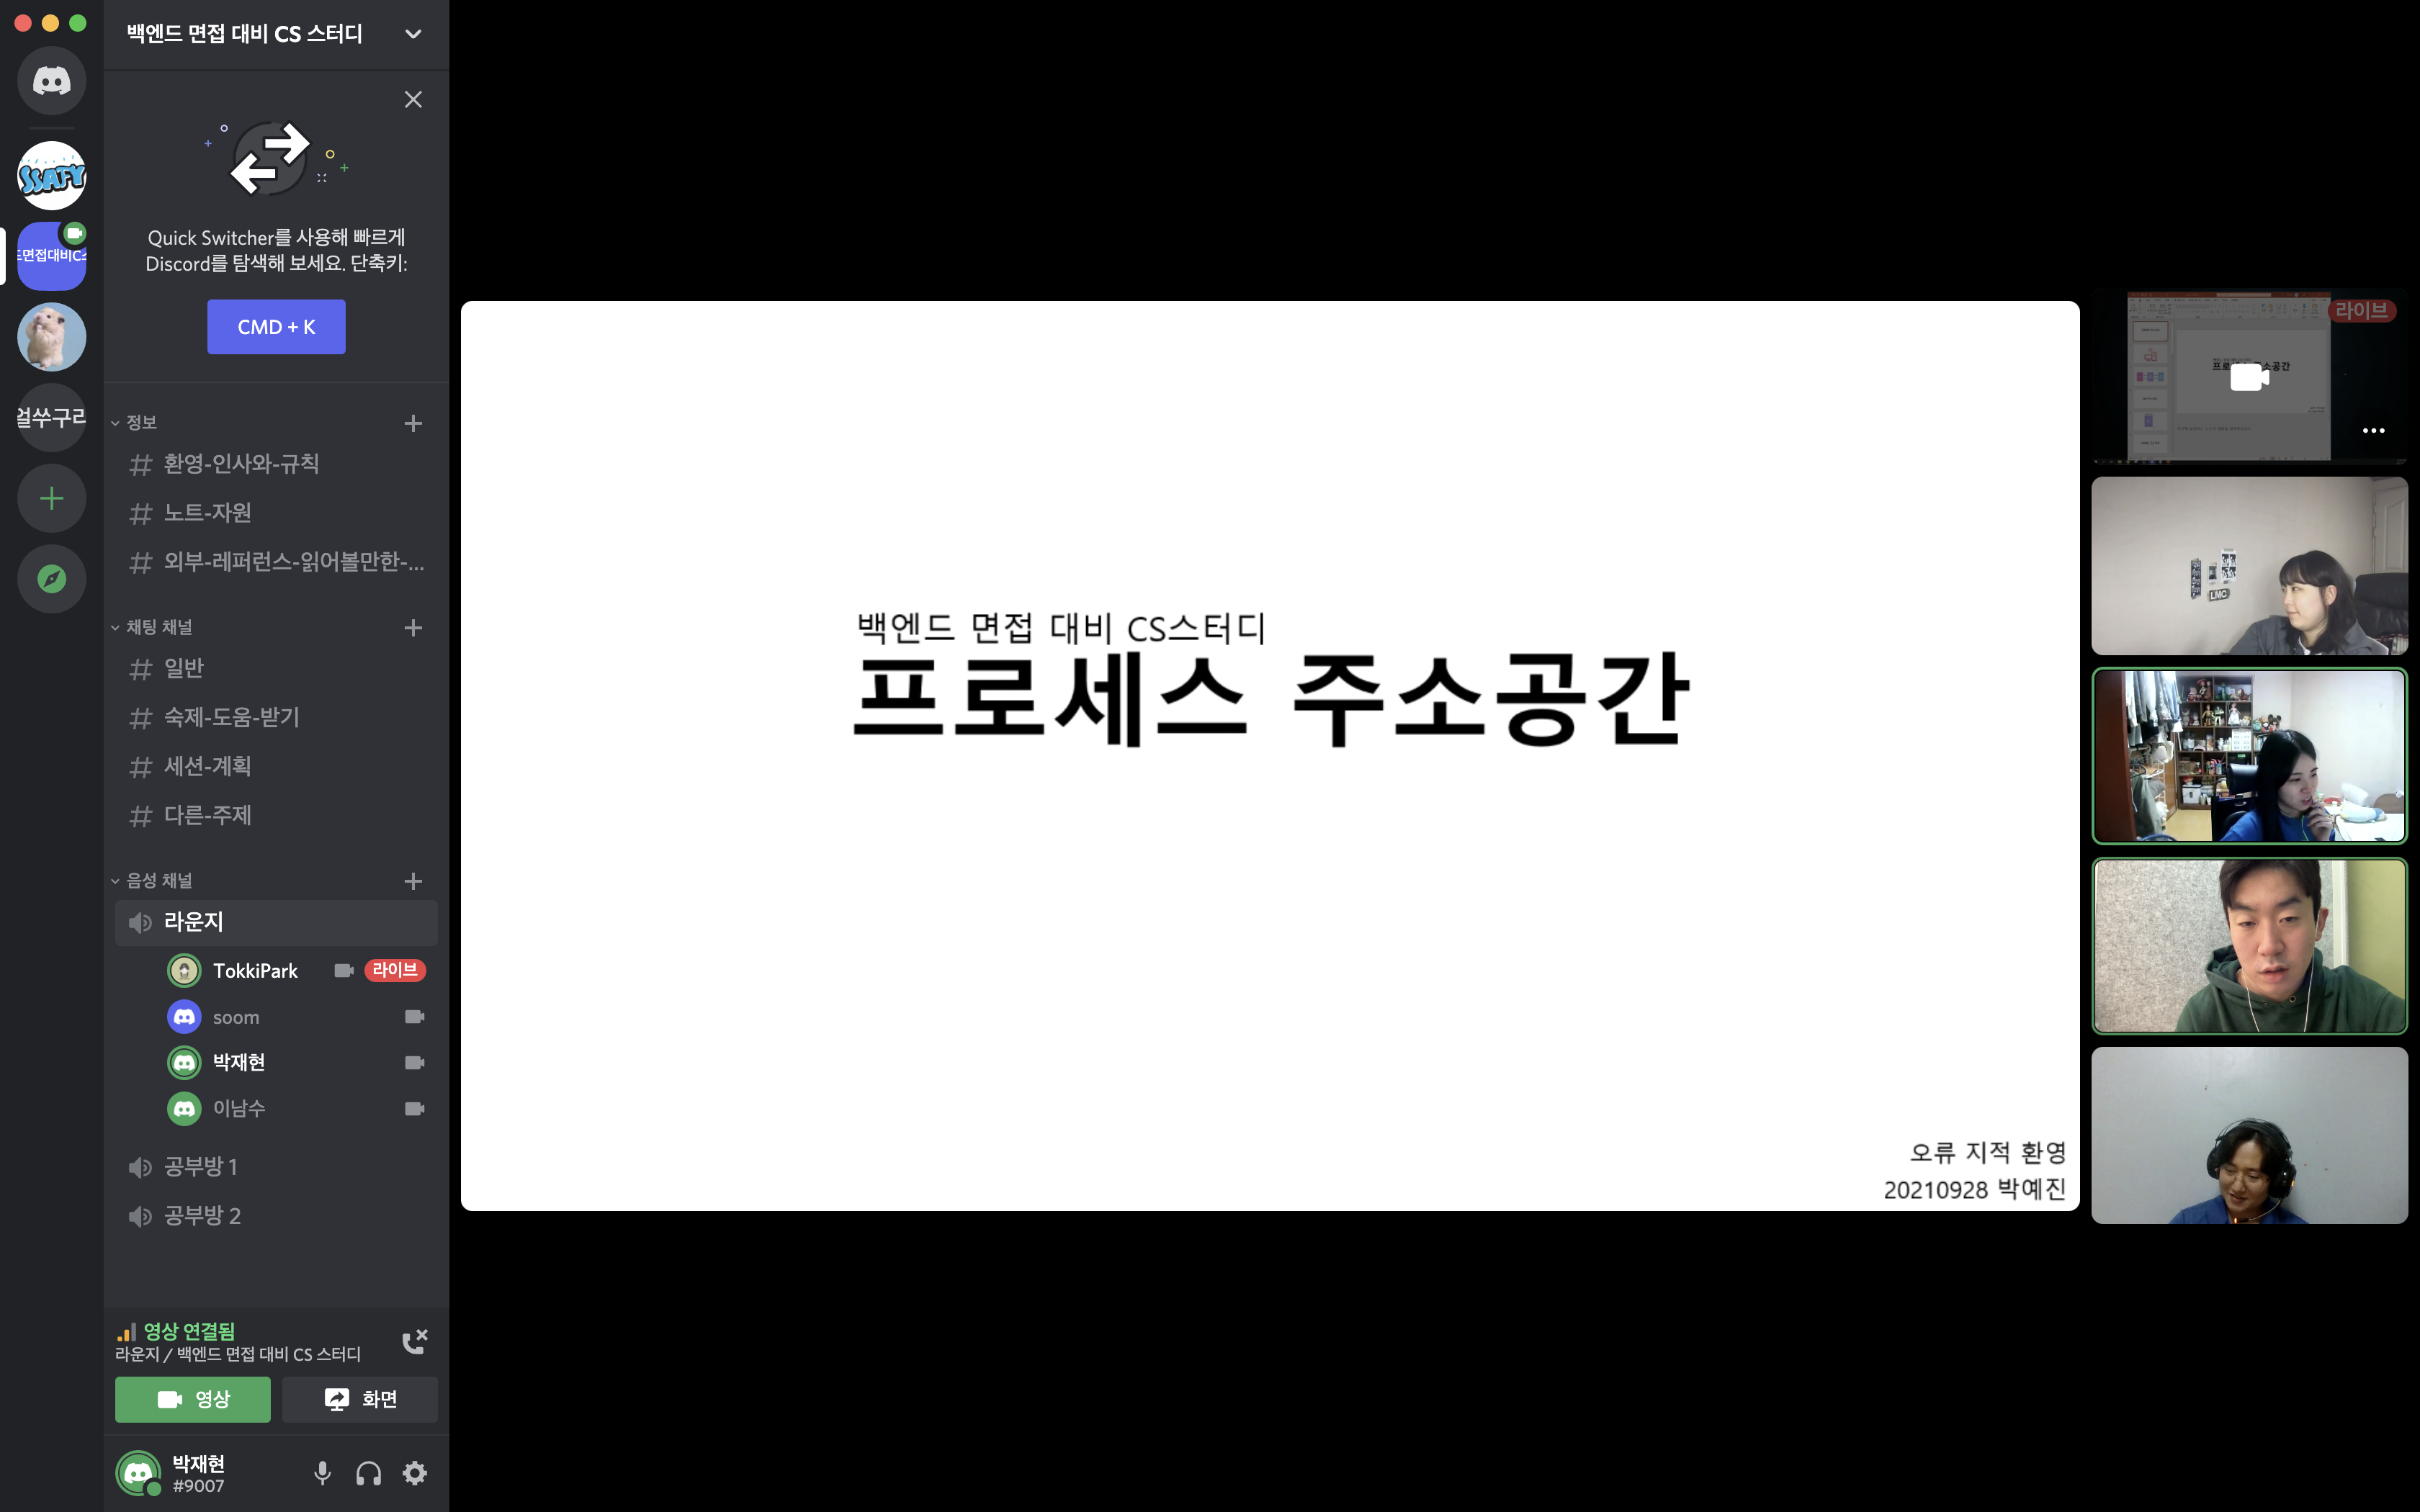 백엔드 면접 대비 CS 스터디
SSAFY
드면접대비C스
얼쑤구리
Quick Switcher를 사용해 빠르게
Discord를 탐색해 보세요. 단축키:
CMD + K
정보
환영-인사와-규칙
노트-자원
외부-레퍼런스-읽어볼만한-...
채팅 채널
일반
숙제-도움-받기
세션-계획
다른-주제
음성 채널
라운지
TokkiPark
라이브
soom
박재현
이남수
공부방 1
공부방 2
영상 연결됨
라운지 / 백엔드 면접 대비 CS 스터디
영상
화면
박재현
#9007
백엔드 면접 대비 CS스터디
프로세스 주소공간
오류 지적 환영
20210928 박예진
라이브
LMC